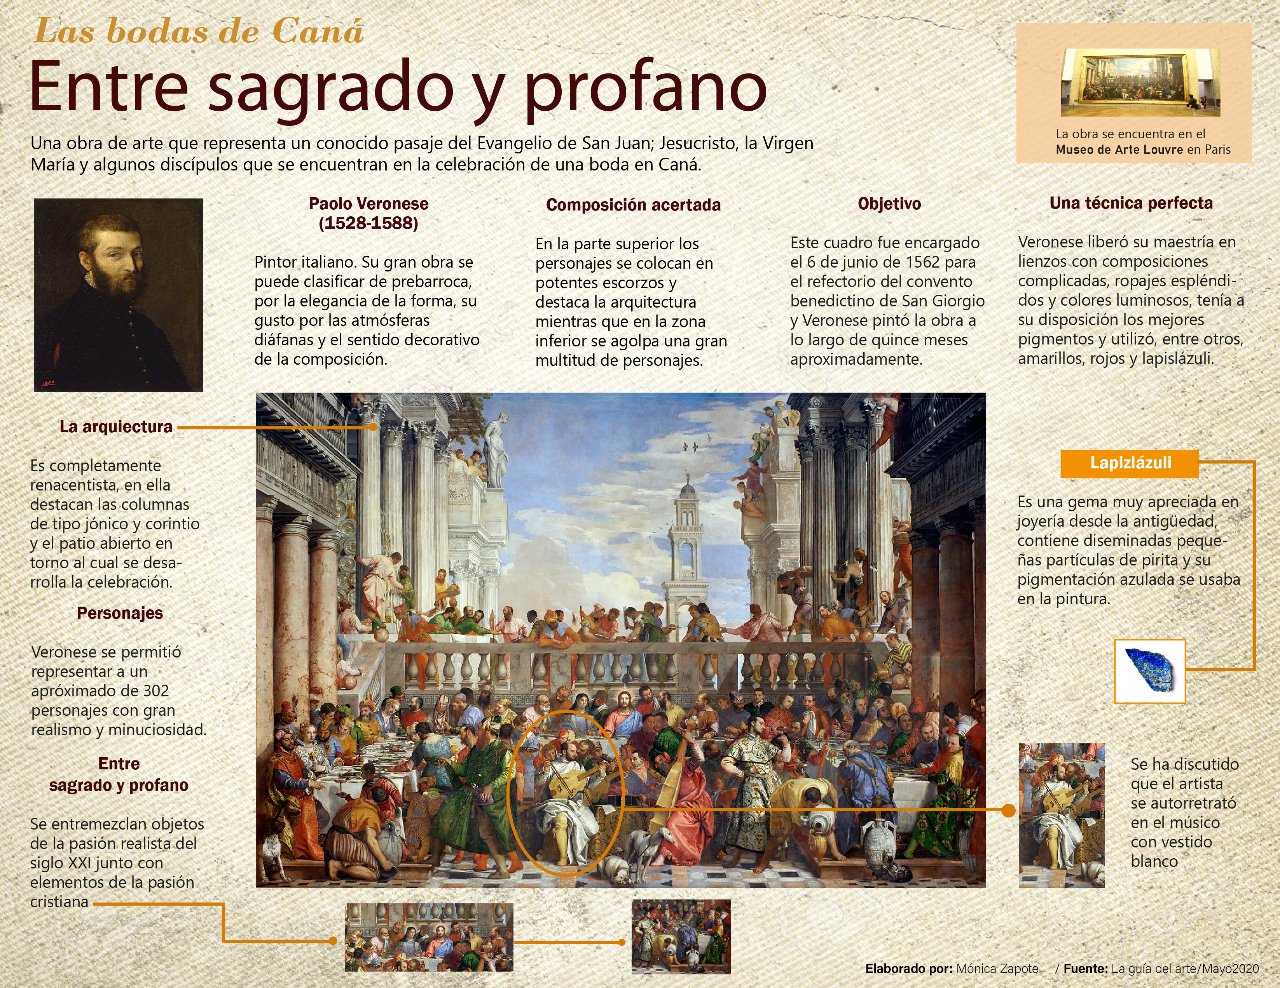 Las bodas de Caná
Entre sagrado y profano
Una obra de arte que representa un conocido pasaje del Evangelio de San Juan; Jesucristo, la Virgen
María y algunos discípulos que se encuentran en la celebración de una boda en Caná.
La obra se encuentra en el
Museo de Arte Louvre en Paris
Paolo Veronese
(1528-1588)
Pintor italiano. Su gran obra se
puede clasificar de prebarroca,
por la elegancia de la forma, su
gusto por las atmósferas
diáfanas y el sentido decorativo
de la composición.
Composición acertada
En la parte superior los
personajes se colocan en
potentes escorzos y
destaca la arquitectura
mientras que en la zona
inferior se agolpa una gran
multitud de personajes.
Objetivo
Este cuadro fue encargado
el 6 de junio de 1562 para
el refectorio del convento
benedictino de San Giorgio
y Veronese pintó la obra a
lo largo de quince meses
aproximadamente.
Una técnica perfecta
Veronese liberó su maestría en
lienzos con composiciones
complicadas, ropajes espléndi-
dos y colores luminosos, tenía a
su disposición los mejores
pigmentos y utilizó, entre otros,
amarillos, rojos y lapislázuli.
La arquiectura
Es completamente
renacentista, en ella
destacan las columnas
de tipo jónico y corintio
y el patio abierto en
torno al cual se desa-
rrolla la celebración.
Personajes
Veronese se permitió
representar a un
apróximado de 302
personajes con gran
realismo y minuciosidad.
Entre
sagrado y profano
Se entremezclan objetos
de la pasión realista del
siglo XXI junto con
elementos de la pasión
cristiana
Lapizlázuli
Es una gema muy apreciada en
joyería desde la antigüedad,
contiene diseminadas peque-
ñas partículas de pirita y su
pigmentación azulada se usaba
en la pintura.
Se ha discutido
que el artista
se autorretrató
en el músico
con vestido
blanco
Elaborado por: Mónica Zapote / Fuente: La guía del arte/Mayo2020